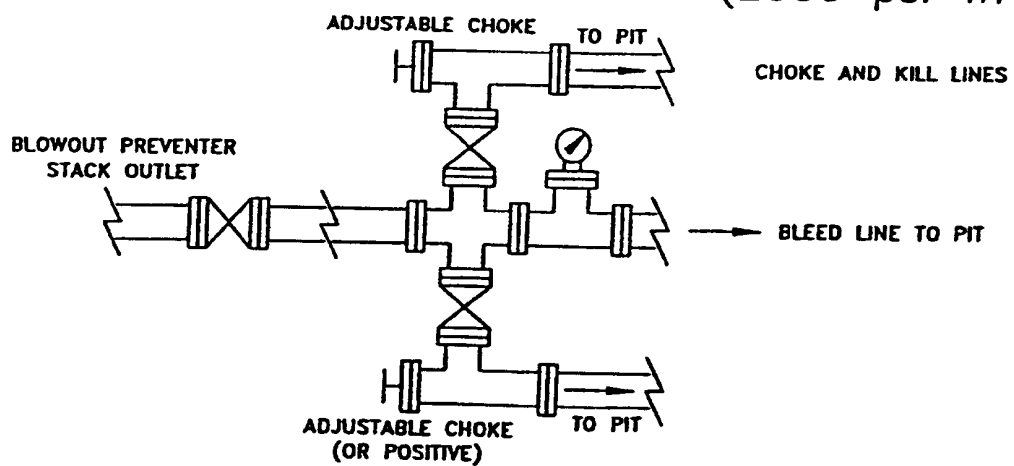 ADJUSTABLE CHOKE
TO PIT
CHOKE AND KILL LINES
BLOWOUT PREVENTER
STACK OUTLET
BLEED LINE TO PIT
ADJUSTABLE CHOKE
(OR POSITIVE)
TO PIT